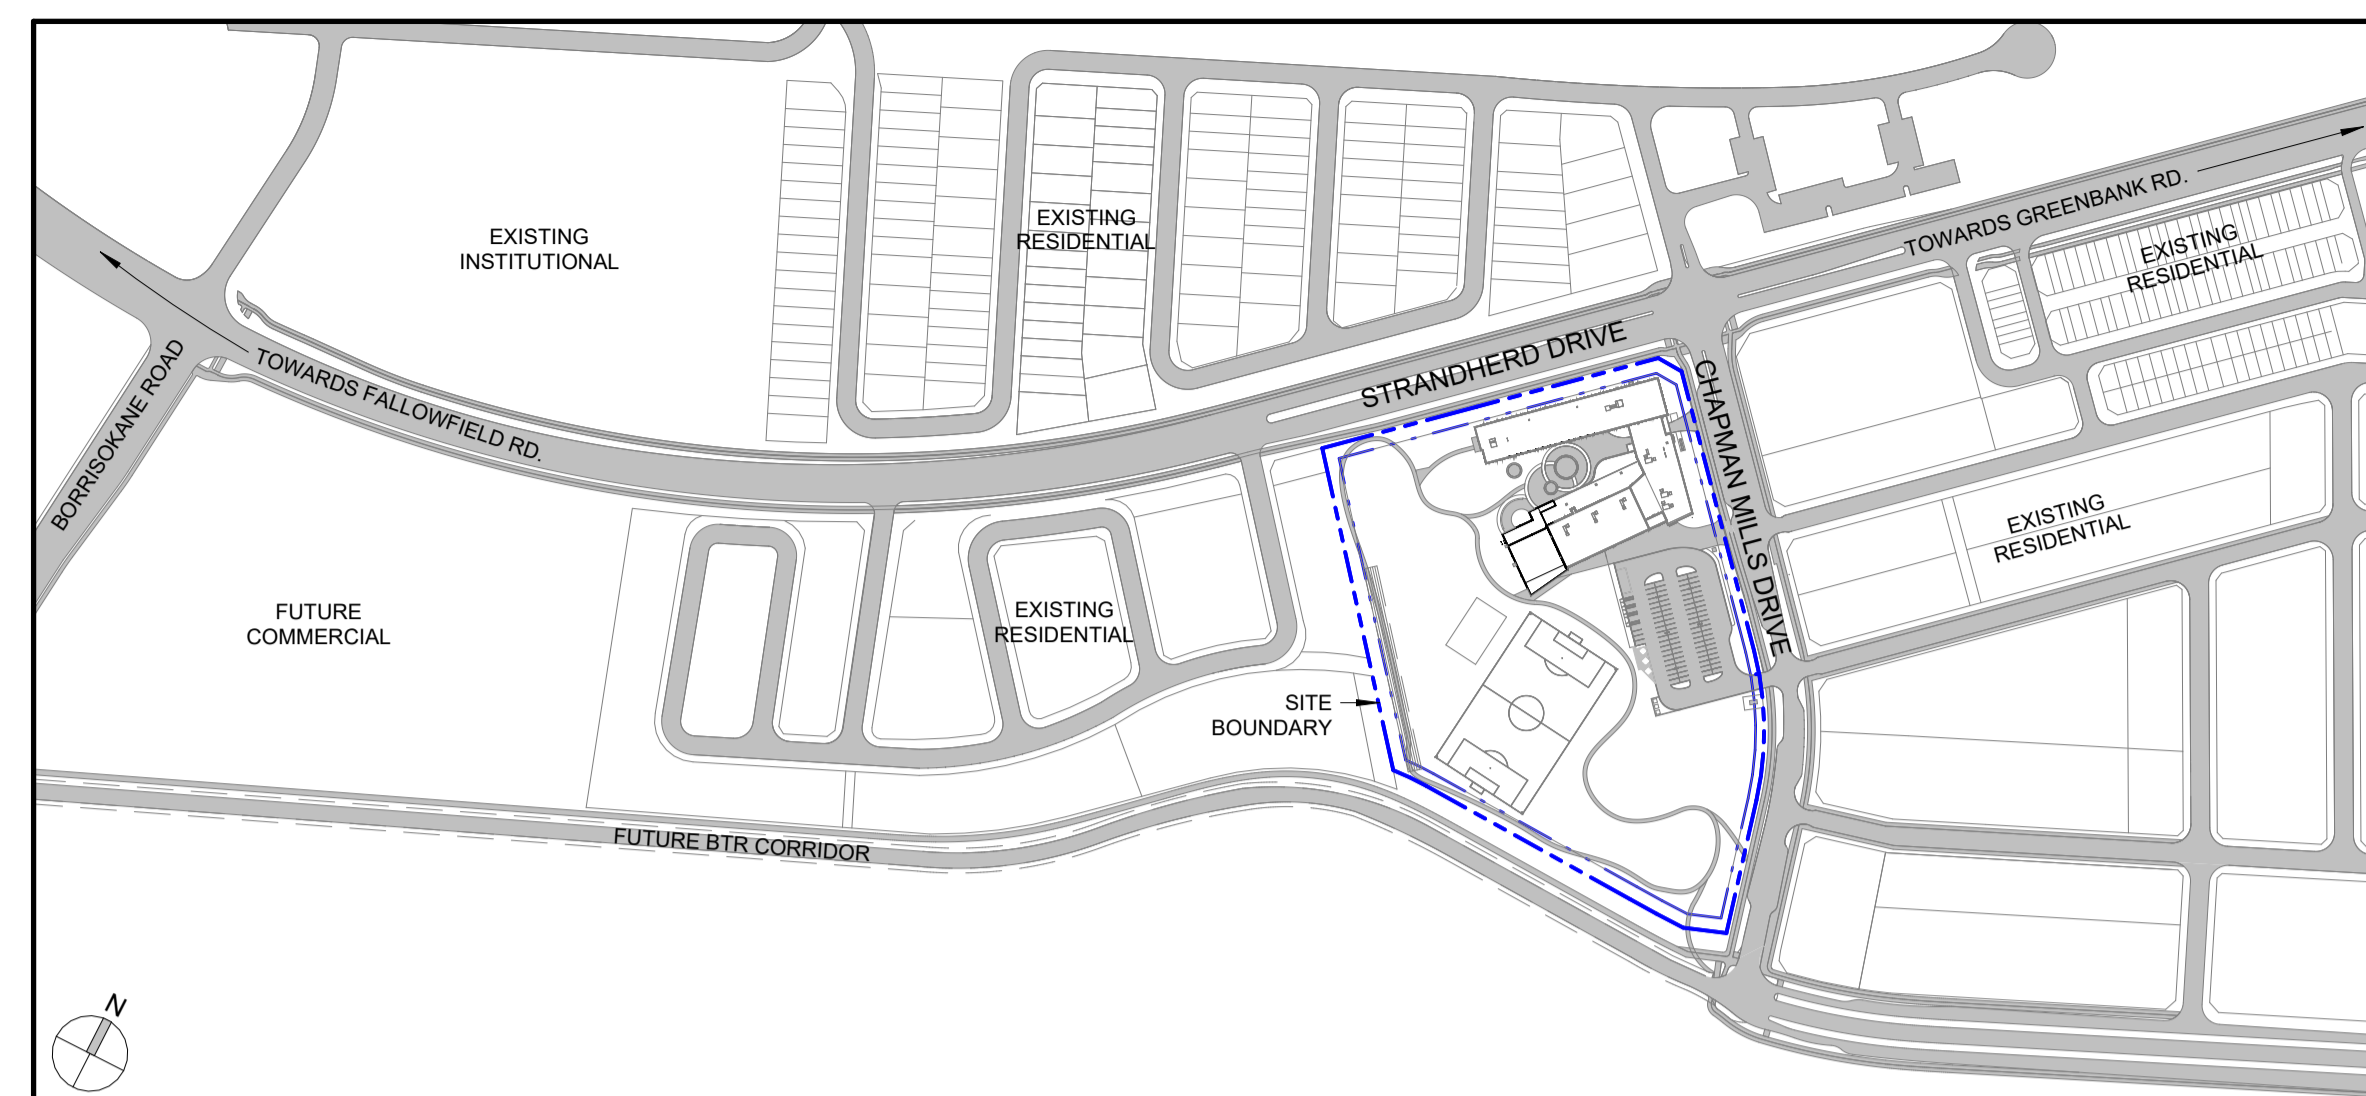 EXISTING
INSTITUTIONAL
EXISTING
RESIDENTIAL
TOWARDS GREENBANK RD.
EXISTING
RESIDENTIAL
STRANDHERD DRIVE
TOWARDS FALLOWFIELD RD.
BORRISOKANE ROAD
CHAPMAN MILLS DRIVE
EXISTING
RESIDENTIAL
FUTURE
COMMERCIAL
EXISTING
RESIDENTIAL
SITE
BOUNDARY
FUTURE BTR CORRIDOR
N